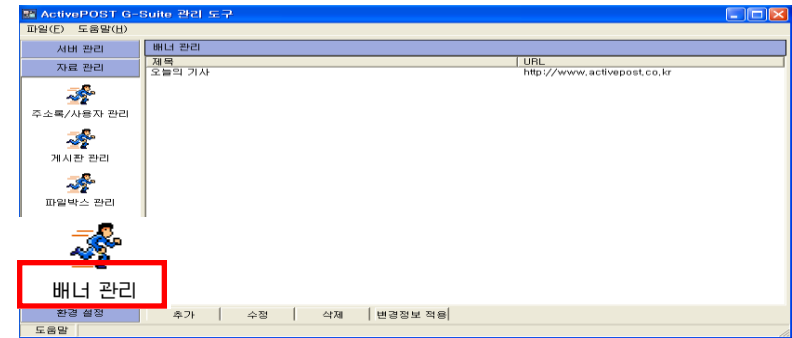 ActivePOST G-Suite 관리 도구
파일(F) 도움말(H)
서버 관리
자료 관리
주소록/사용자 관리
게시판 관리
파일박스 관리
배너 관리
환경 설정
배너 관리
제목 URL
오늘의 기사 http://www.activepost.co.kr
추가 수정 삭제 변경정보 적용
도움말